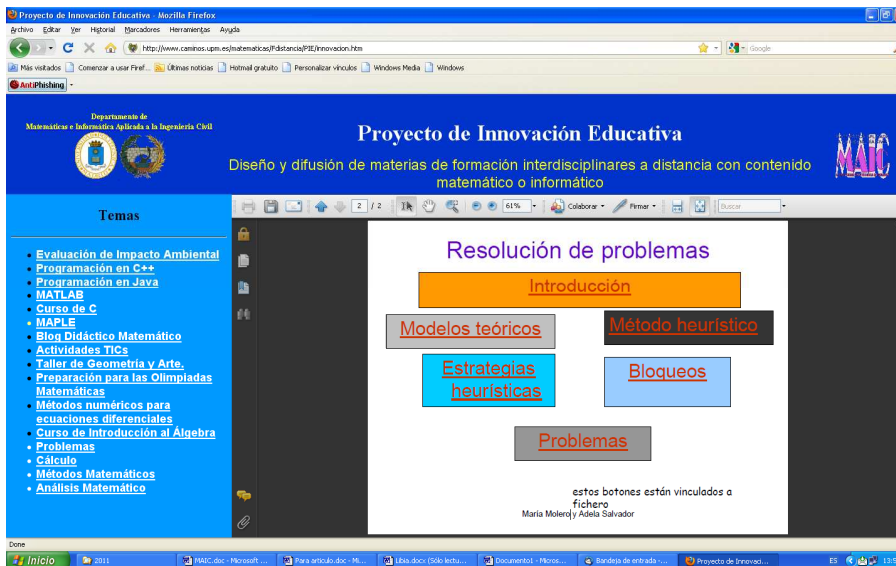 Proyecto de Innovación Educativa - Mozilla Firefox
Archivo Editar Ver Historial Marcadores Herramientas Ayuda
http://www.caminos.upm.es/matematicas/Fdistancia/PIE/innovacion.htm
Google
Más visitados Comenzar a usar Firef... Últimas noticias Hotmail gratuito Personalizar vínculos Windows Media Windows
AntiPhishing
Departamento de
Matemáticas e Informática Aplicada a la Ingeniería Civil
Proyecto de Innovación Educativa
Diseño y difusión de materias de formación interdisciplinares a distancia con contenido
matemático o informático
MAIC
Temas
2 / 2 61% Colaborar Firmar Buscar
Evaluación de Impacto Ambiental
Programación en C++
Programación en Java
MATLAB
Curso de C
MAPLE
Blog Didáctico Matemático
Actividades TICs
Taller de Geometría y Arte.
Preparación para las Olimpiadas
Matemáticas
Métodos numéricos para
ecuaciones diferenciales
Curso de Introducción al Álgebra
Problemas
Cálculo
Métodos Matemáticos
Análisis Matemático
Resolución de problemas
Introducción
Modelos teóricos
Método heurístico
Estrategias
heurísticas
Bloqueos
Problemas
estos botones están vinculados a
fichero
María Molero y Adela Salvador
Done
Inicio 2011 MAIC.doc - Microsoft ... Para articulo.doc - Mi... Libia.docx (Sólo lectu... Documento1 - Micros... Bandeja de entrada -... Proyecto de Innovaci... ES